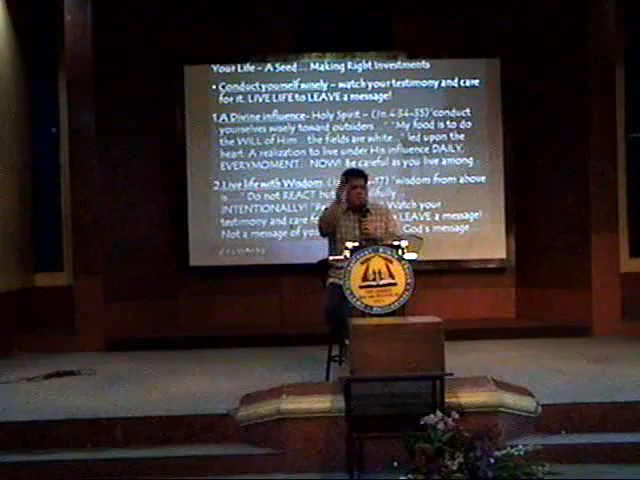 Your Life – A Seed... Making Right Investments
• Conduct yourself wisely – watch your testimony and care
for it. LIVE LIFE to LEAVE a message!
1.A Divine influence- Holy Spirit – (Jn.4:34-35)"conduct
yourselves wisely toward outsiders "My food is to do
the WILL of Him the fields are white led upon the
heart. A realization to live under His influence DAILY,
EVERYMOMENT NOW! Be careful as you live among
2.Live life with Wisdom "wisdom from above
is Do not REACT but
INTENTIONALLY! Watch your
testimony and care LEAVE a message!
Not a message of God's message